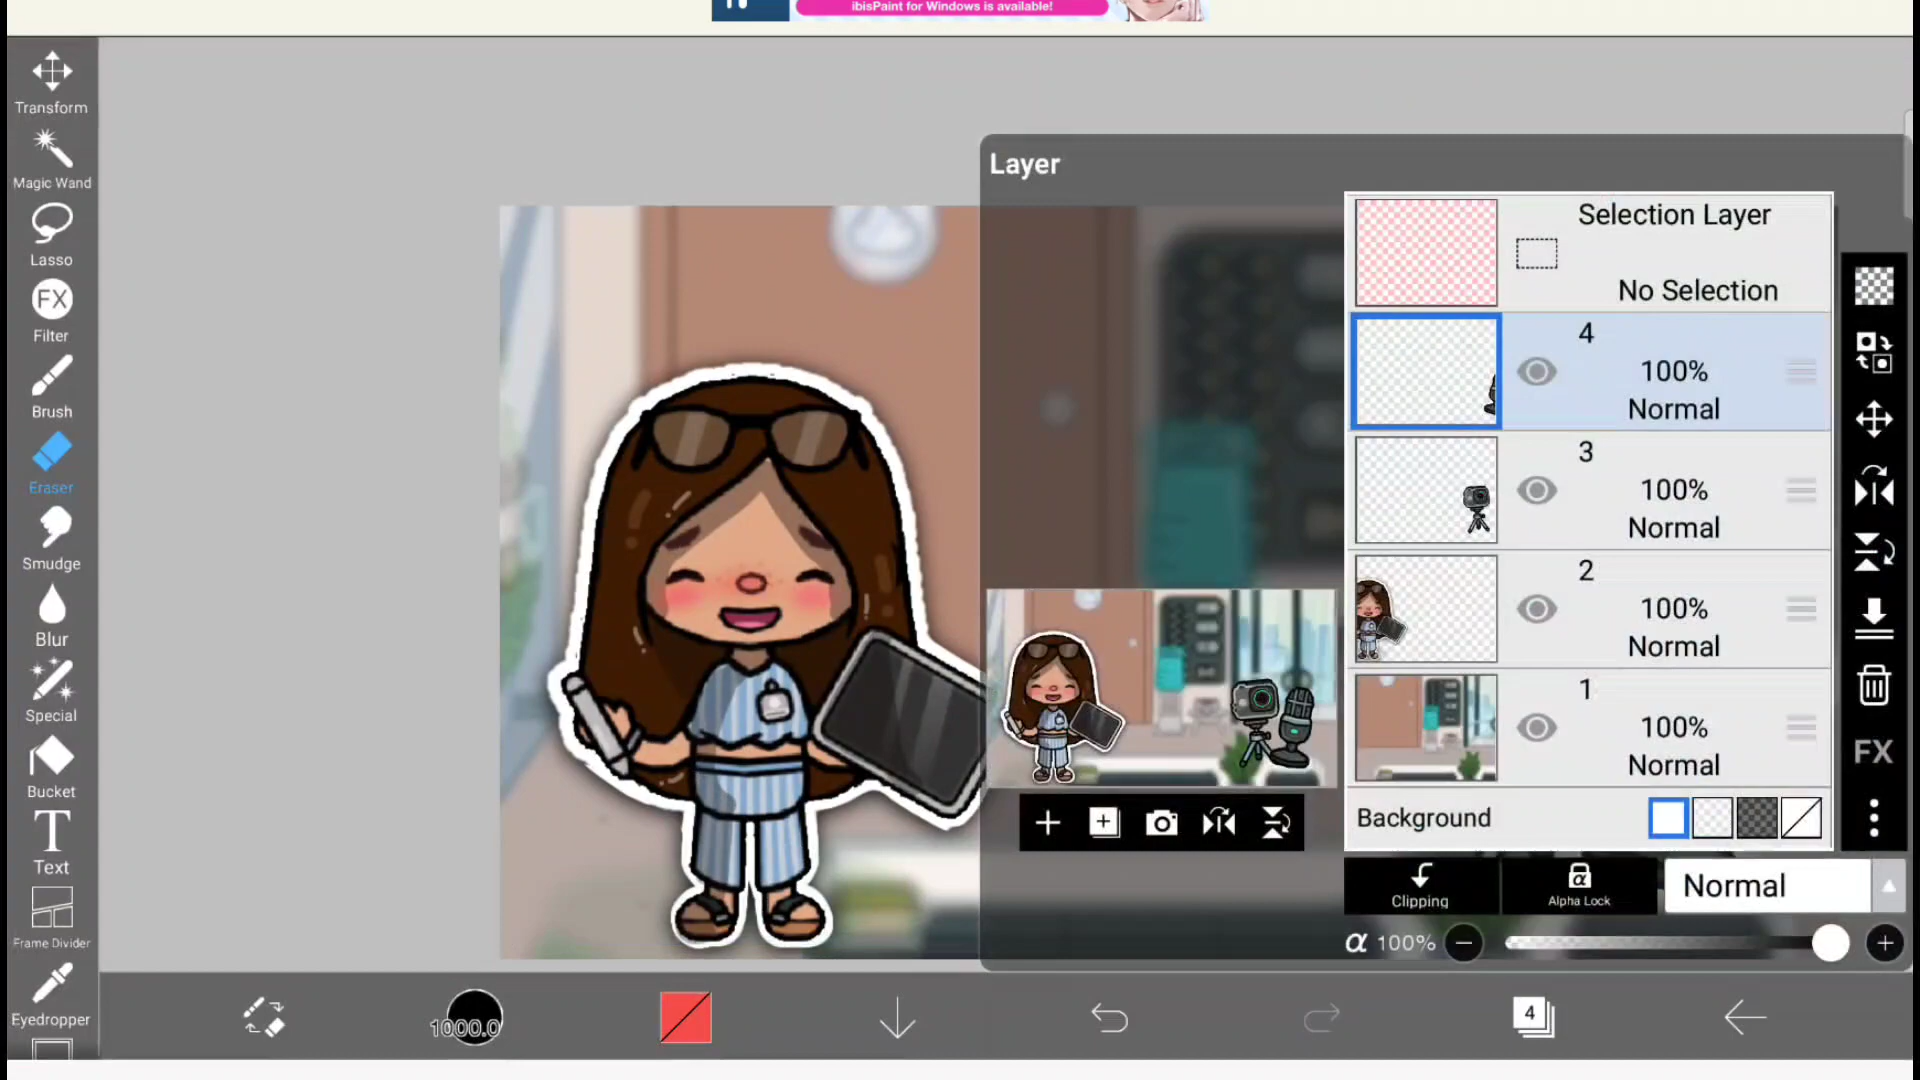 ibisPaint for Windows is available!
Transform
Magic Wand
Lasso
FX
Filter
Brush
Eraser
Smudge
Blur
Special
Bucket
T
Text
Frame Divider
Eyedropper
Layer
Selection Layer
No Selection
4
100%
Normal
3
100%
Normal
2
100%
Normal
1
100%
Normal
Background
FX
Clipping
α
Alpha Lock
Normal
α 100%
1000.0
4